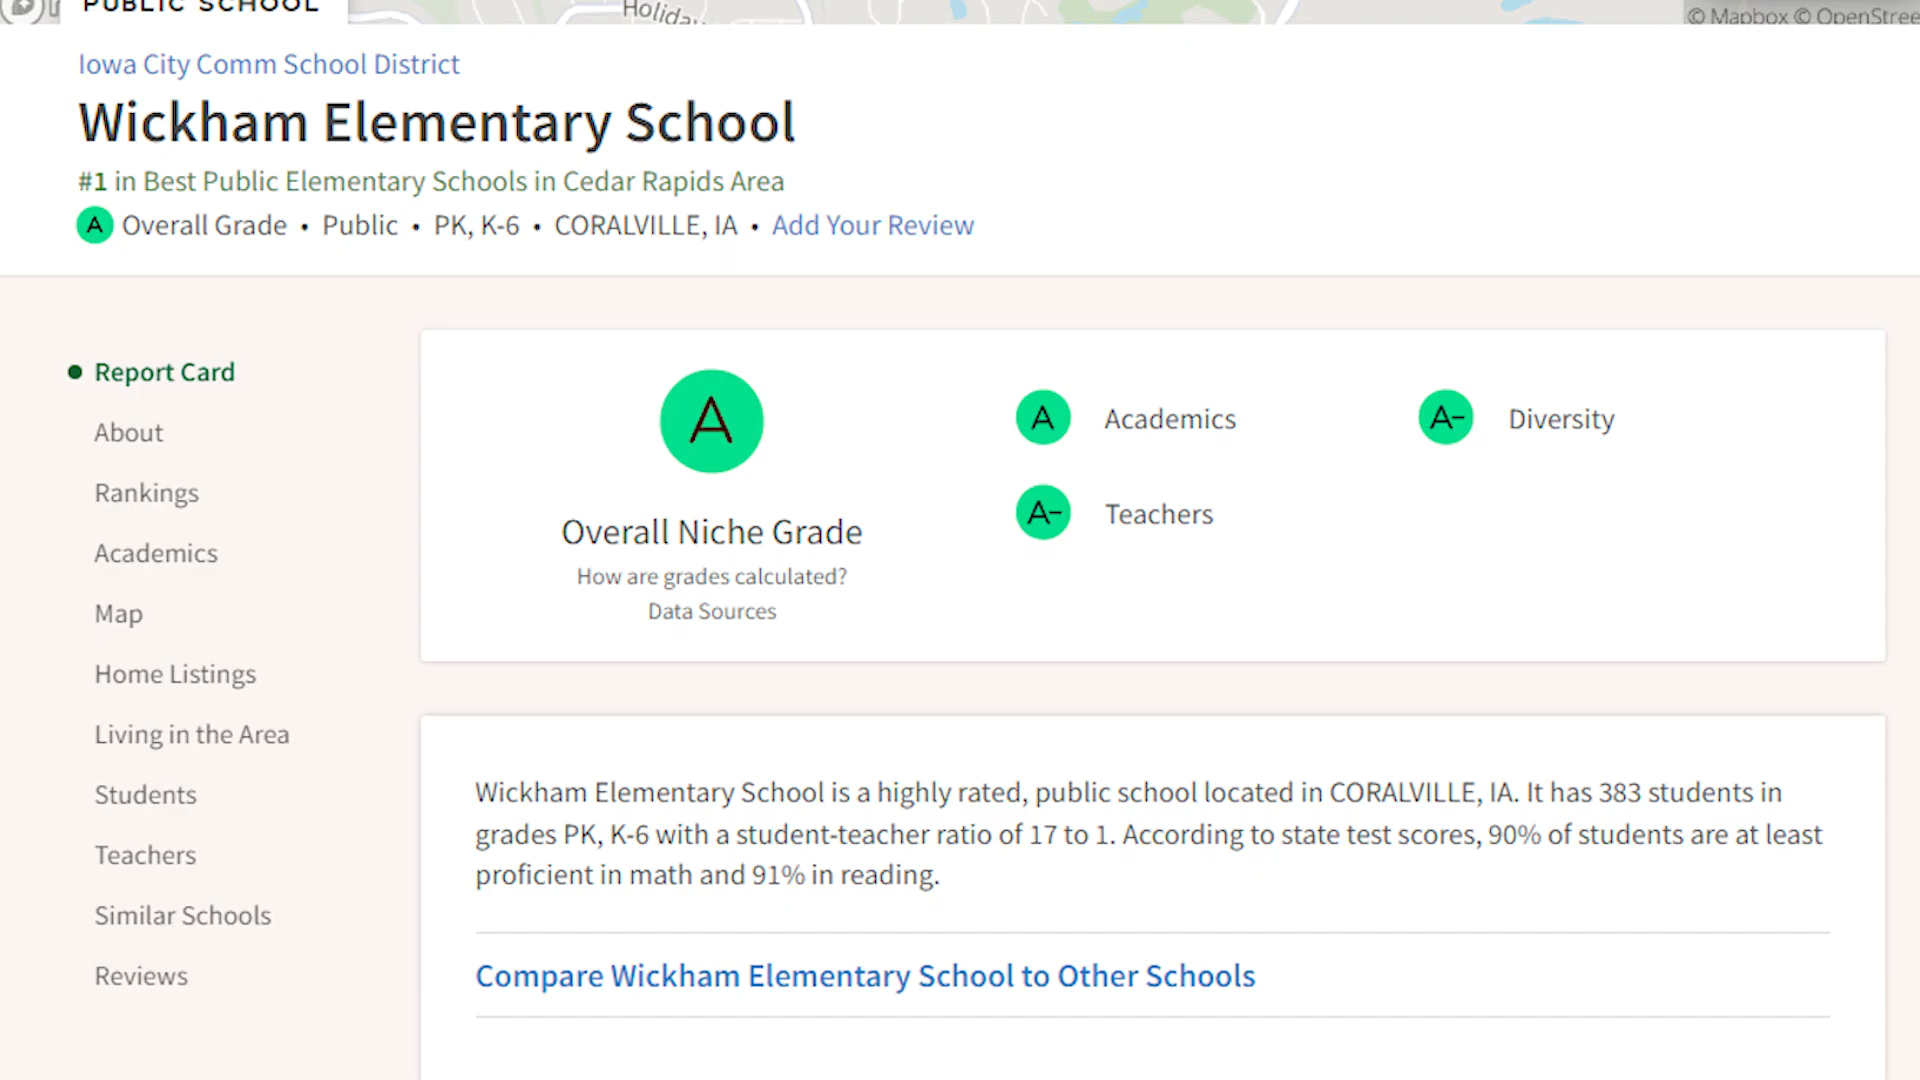 PUBLIC SCHOOL
Holiday
© Mapbox © OpenStree
Iowa City Comm School District
Wickham Elementary School
#1 in Best Public Elementary Schools in Cedar Rapids Area
A Overall Grade • Public • PK, K-6 • CORALVILLE, IA • Add Your Review
Report Card
About
Rankings
Academics
Map
Home Listings
Living in the Area
Students
Teachers
Similar Schools
Reviews
A
Overall Niche Grade
How are grades calculated?
Data Sources
A Academics
A- Diversity
A- Teachers
Wickham Elementary School is a highly rated, public school located in CORALVILLE, IA. It has 383 students in
grades PK, K-6 with a student-teacher ratio of 17 to 1. According to state test scores, 90% of students are at least
proficient in math and 91% in reading.
Compare Wickham Elementary School to Other Schools